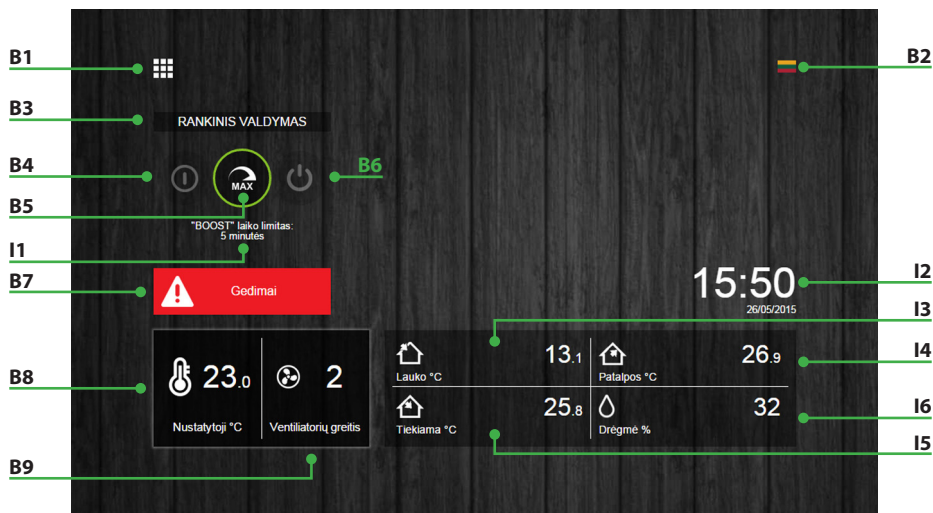 B1
B2
B3
RANKINIS VALDYMAS
B4
B6
MAX
B5
"BOOST" laiko limitas:
5 minutės
I1
B7
Gedimai
15:50
26/05/2015
I2
I3
B8
23.0
2
Nustatytoji °C
Ventiliatorių greitis
13.1
Lauko °C
26.9
Patalpos °C
I4
25.8
Tiekiama °C
32
Drėgmė %
I6
I5
B9